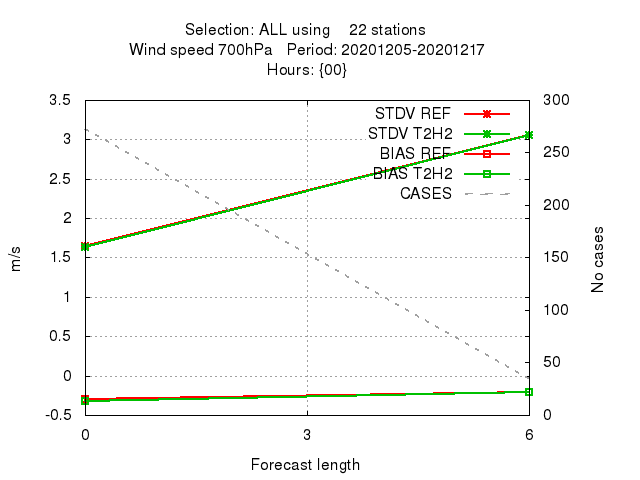 Selection: ALL using    22 stations
Wind speed 700hPa   Period: 20201205-20201217
Hours: {00}
3.5
3
2.5
2
1.5
1
0.5
0
-0.5
m/s
STDV REF
STDV T2H2
BIAS REF
BIAS T2H2
CASES
300
250
200
150
100
50
0
No cases
0 3 6
Forecast length